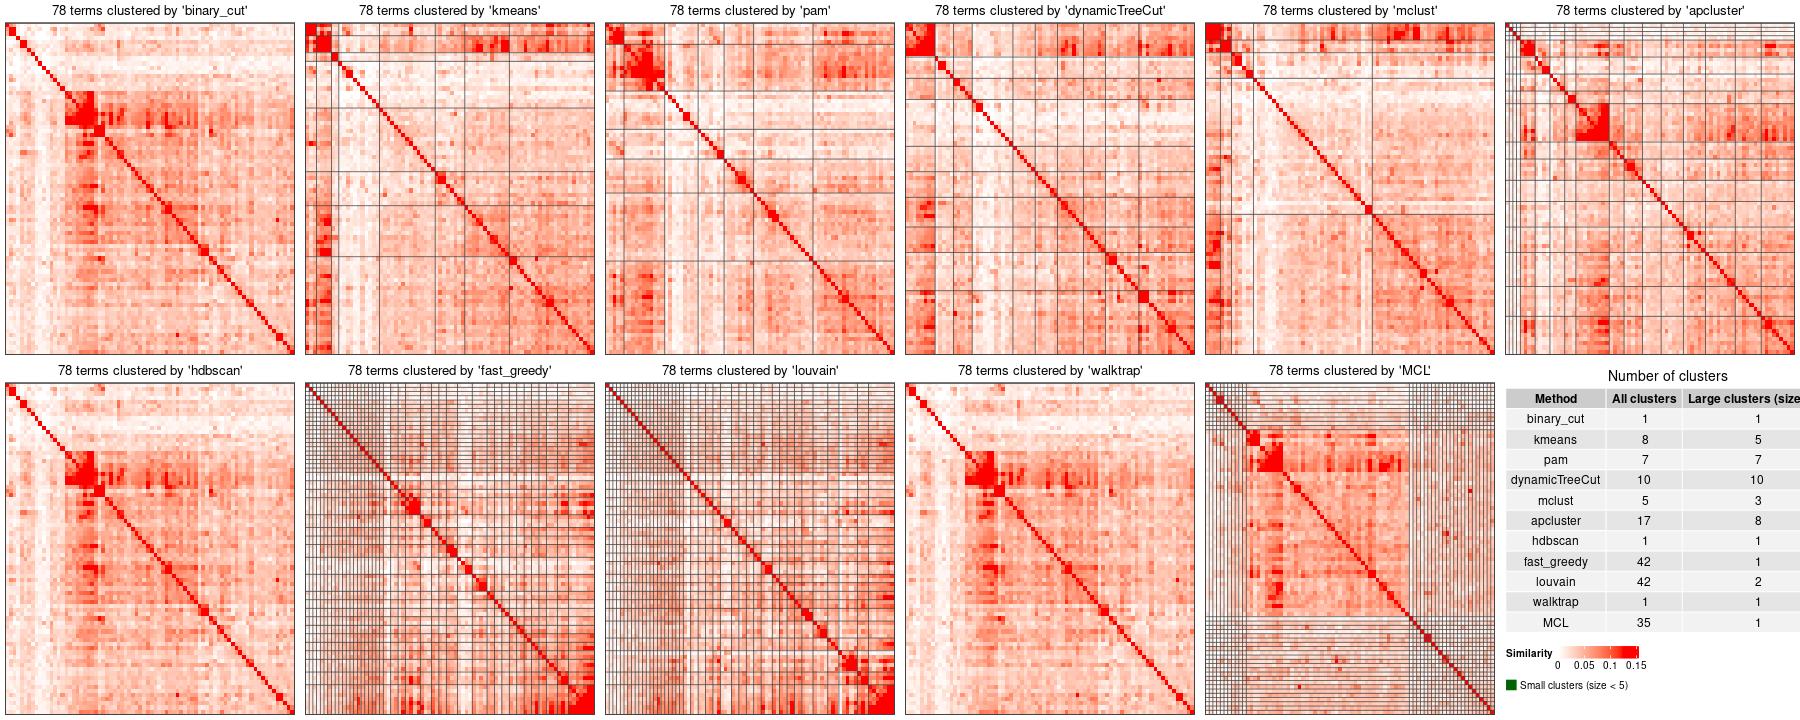 78 terms clustered by 'binary_cut'
78 terms clustered by 'kmeans'
78 terms clustered by 'pam'
78 terms clustered by 'dynamicTreeCut'
78 terms clustered by 'mclust'
78 terms clustered by 'apcluster'
78 terms clustered by 'hdbscan'
78 terms clustered by 'fast_greedy'
78 terms clustered by 'louvain'
78 terms clustered by 'walktrap'
78 terms clustered by 'MCL'
Number of clusters
Method All clusters Large clusters (size
binary_cut 1 1
kmeans 8 5
pam 7 7
dynamicTreeCut 10 10
mclust 5 3
apcluster 17 8
hdbscan 1 1
fast_greedy 42 1
louvain 42 2
walktrap 1 1
MCL 35 1
Similarity
0 0.05 0.1 0.15
Small clusters (size < 5)